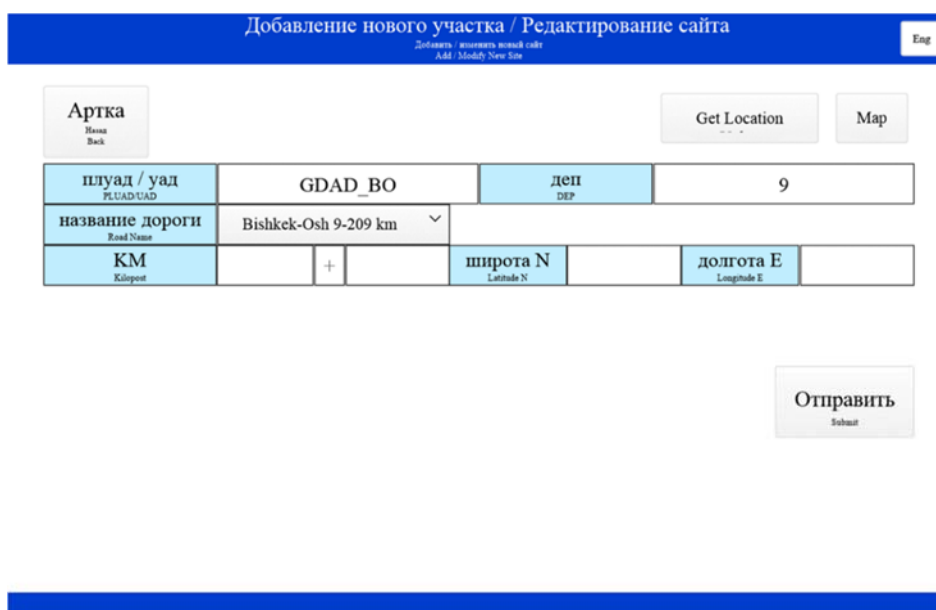 Добавление нового участка / Редактирование сайта
Добавить / изменить новый сайт
Add / Modify New Site
Eng
Артка
Назад
Back
Get Location
Map
плуад / уад
PLUAD/UAD
GDAD_BO
деп
DEP
9
название дороги
Road Name
Bishkek-Osh 9-209 km
КМ
Kilopost
+
широта N
Latitude N
долгота E
Longitude E
Отправить
Submit